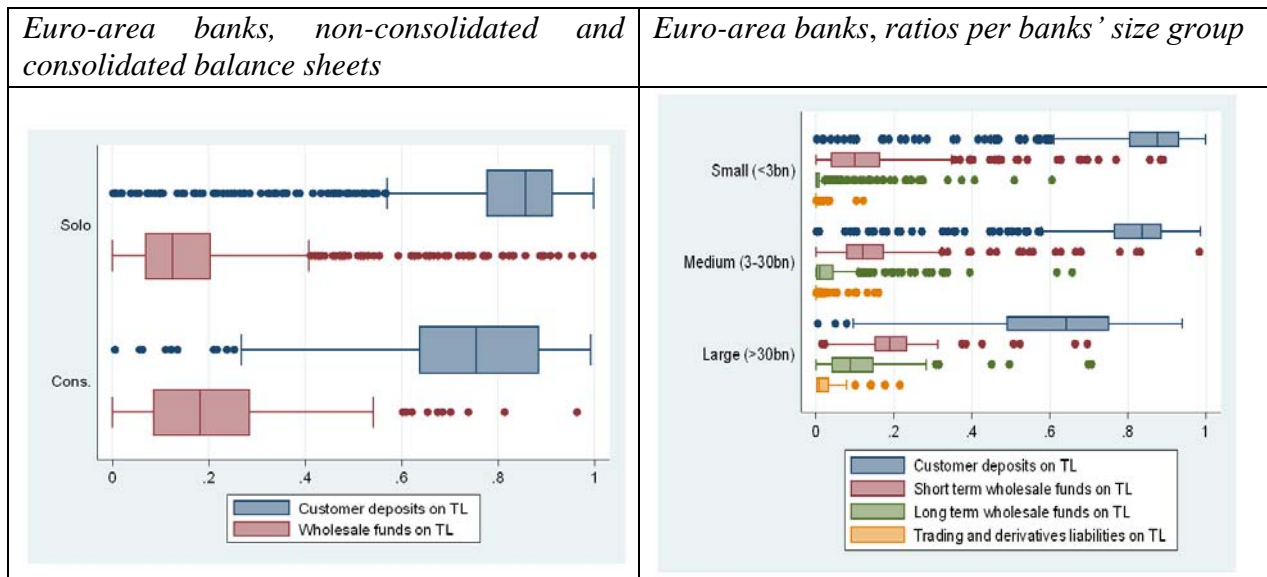 Euro-area banks, non-consolidated and
consolidated balance sheets
Euro-area banks, ratios per banks' size group
Solo
Cons.
0 .2 .4 .6 .8 1
Customer deposits on TL
Wholesale funds on TL
Small (<3bn)
Medium (3-30bn)
Large (>30bn)
0 .2 .4 .6 .8 1
Customer deposits on TL
Short term wholesale funds on TL
Long term wholesale funds on TL
Trading and derivatives liabilities on TL